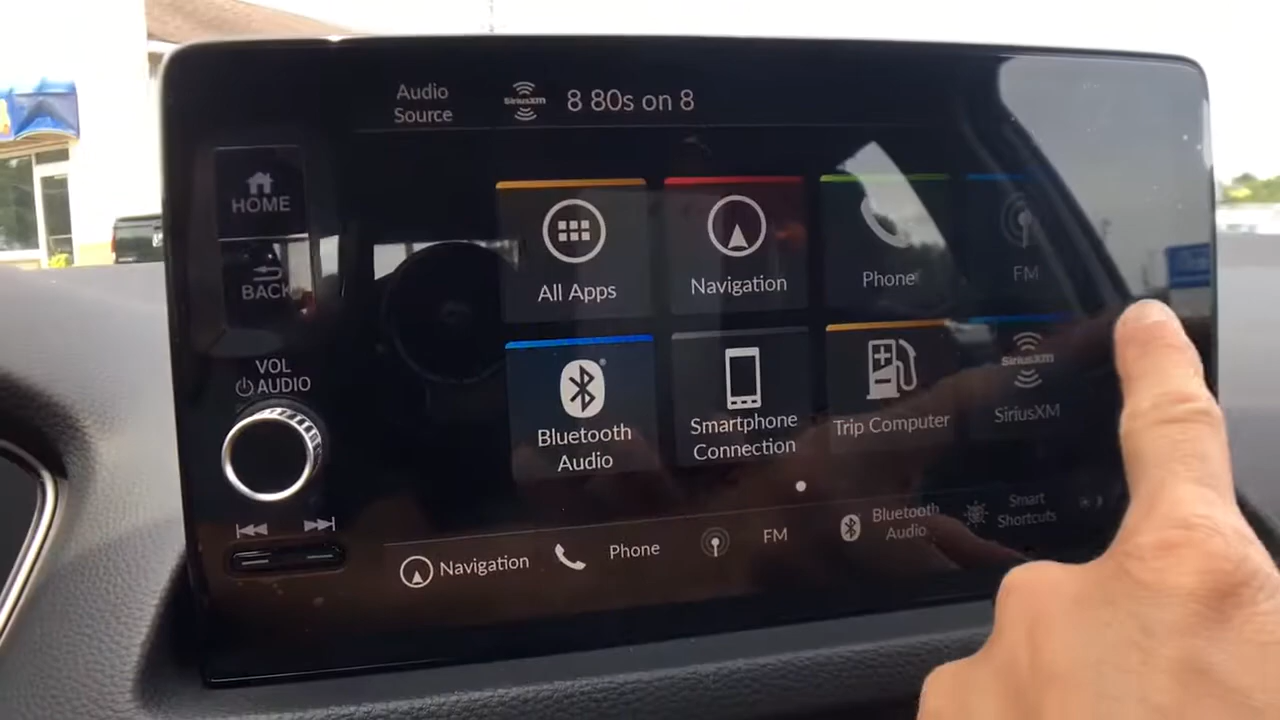 Audio
Source
SiriusXM
8 80s on 8
HOME
BACK
VOL
AUDIO
All Apps
Navigation
Phone
FM
Bluetooth
Audio
Smartphone
Connection
Trip Computer
SiriusXM
SiriusXM
Navigation
Phone
FM
Bluetooth
Audio
Smart
Shortcuts